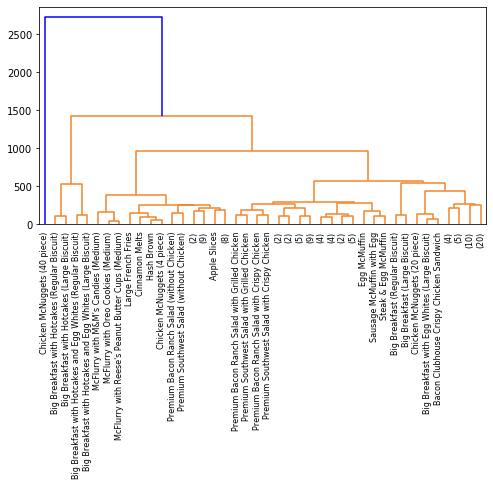 2500
2000
1500
1000
500
0
Chicken McNuggets (40 piece)
Big Breakfast with Hotcakes (Regular Biscuit)
Big Breakfast with Hotcakes (Large Biscuit)
Big Breakfast with Hotcakes and Egg Whites (Regular Biscuit)
Big Breakfast with Hotcakes and Egg Whites (Large Biscuit)
McFlurry with M&M's Candies (Medium)
McFlurry with Oreo Cookies (Medium)
McFlurry with Reese's Peanut Butter Cups (Medium)
Large French Fries
Cinnamon Melts
Hash Brown
Chicken McNuggets (4 piece)
Premium Bacon Ranch Salad (without Chicken)
Premium Southwest Salad (without Chicken)
(2)
(9)
Apple Slices
(8)
Premium Bacon Ranch Salad with Grilled Chicken
Premium Southwest Salad with Grilled Chicken
Premium Bacon Ranch Salad with Crispy Chicken
Premium Southwest Salad with Crispy Chicken
(2)
(2)
(5)
(9)
(4)
(4)
(2)
(5)
Egg McMuffin
Sausage McMuffin with Egg
Steak & Egg McMuffin
Big Breakfast (Regular Biscuit)
Big Breakfast (Large Biscuit)
Chicken McNuggets (20 piece)
Big Breakfast with Egg Whites (Large Biscuit)
Bacon Clubhouse Crispy Chicken Sandwich
(4)
(5)
(10)
(20)